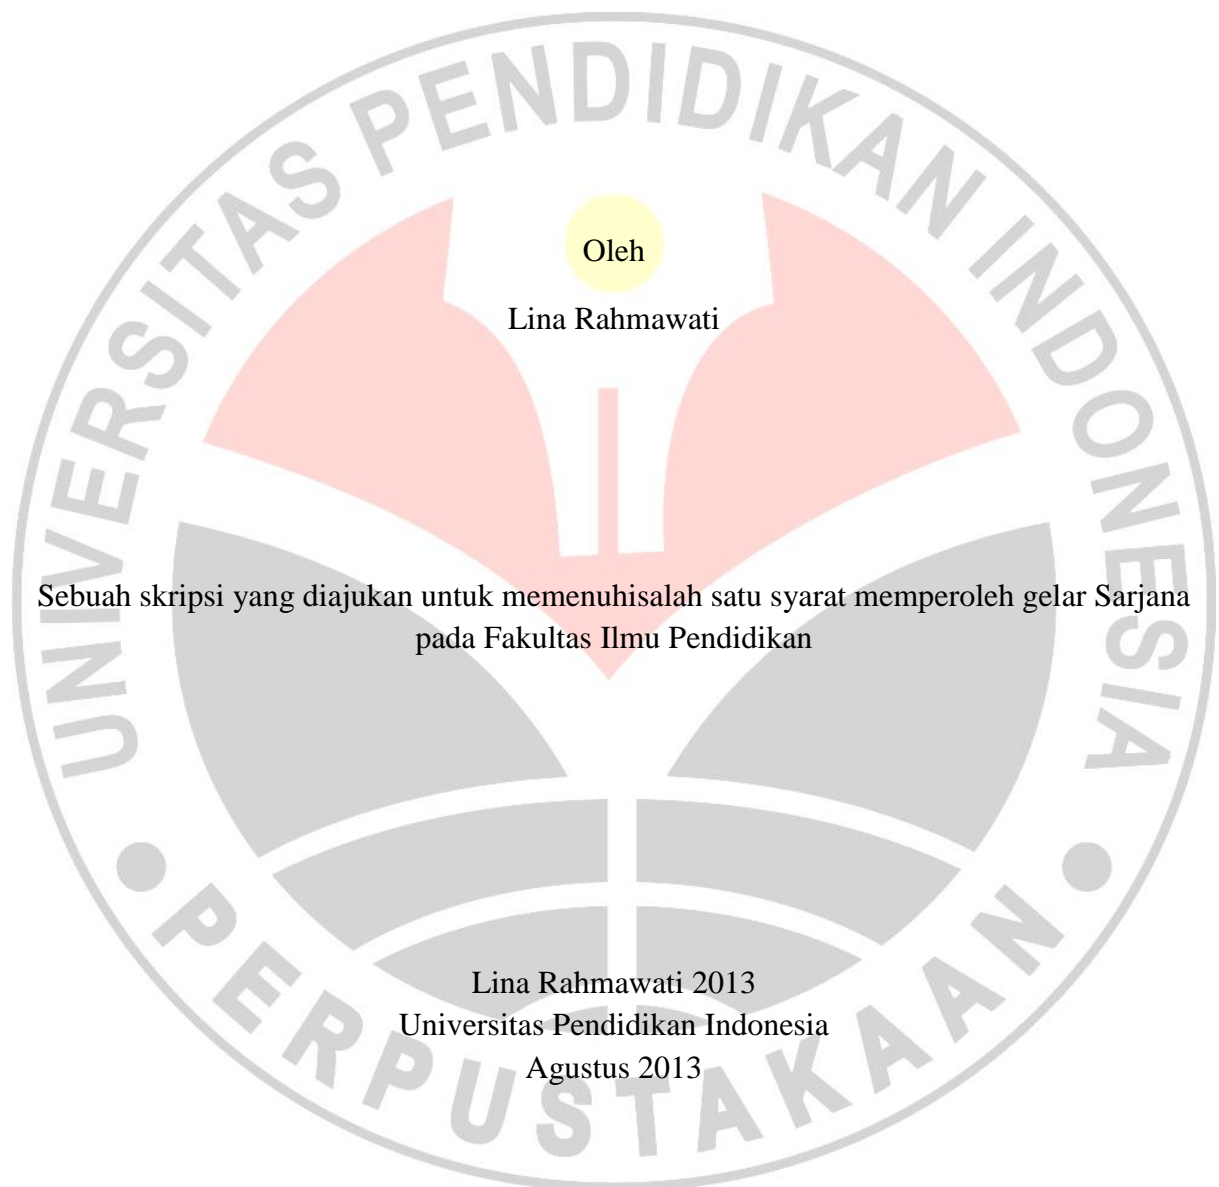 UNIVERSITAS PENDIDIKAN INDONESIA
Oleh
Lina Rahmawati
Sebuah skripsi yang diajukan untuk memenuhisalah satu syarat memperoleh gelar Sarjana
pada Fakultas Ilmu Pendidikan
Lina Rahmawati 2013
Universitas Pendidikan Indonesia
Agustus 2013
PERPUSTAKAAN